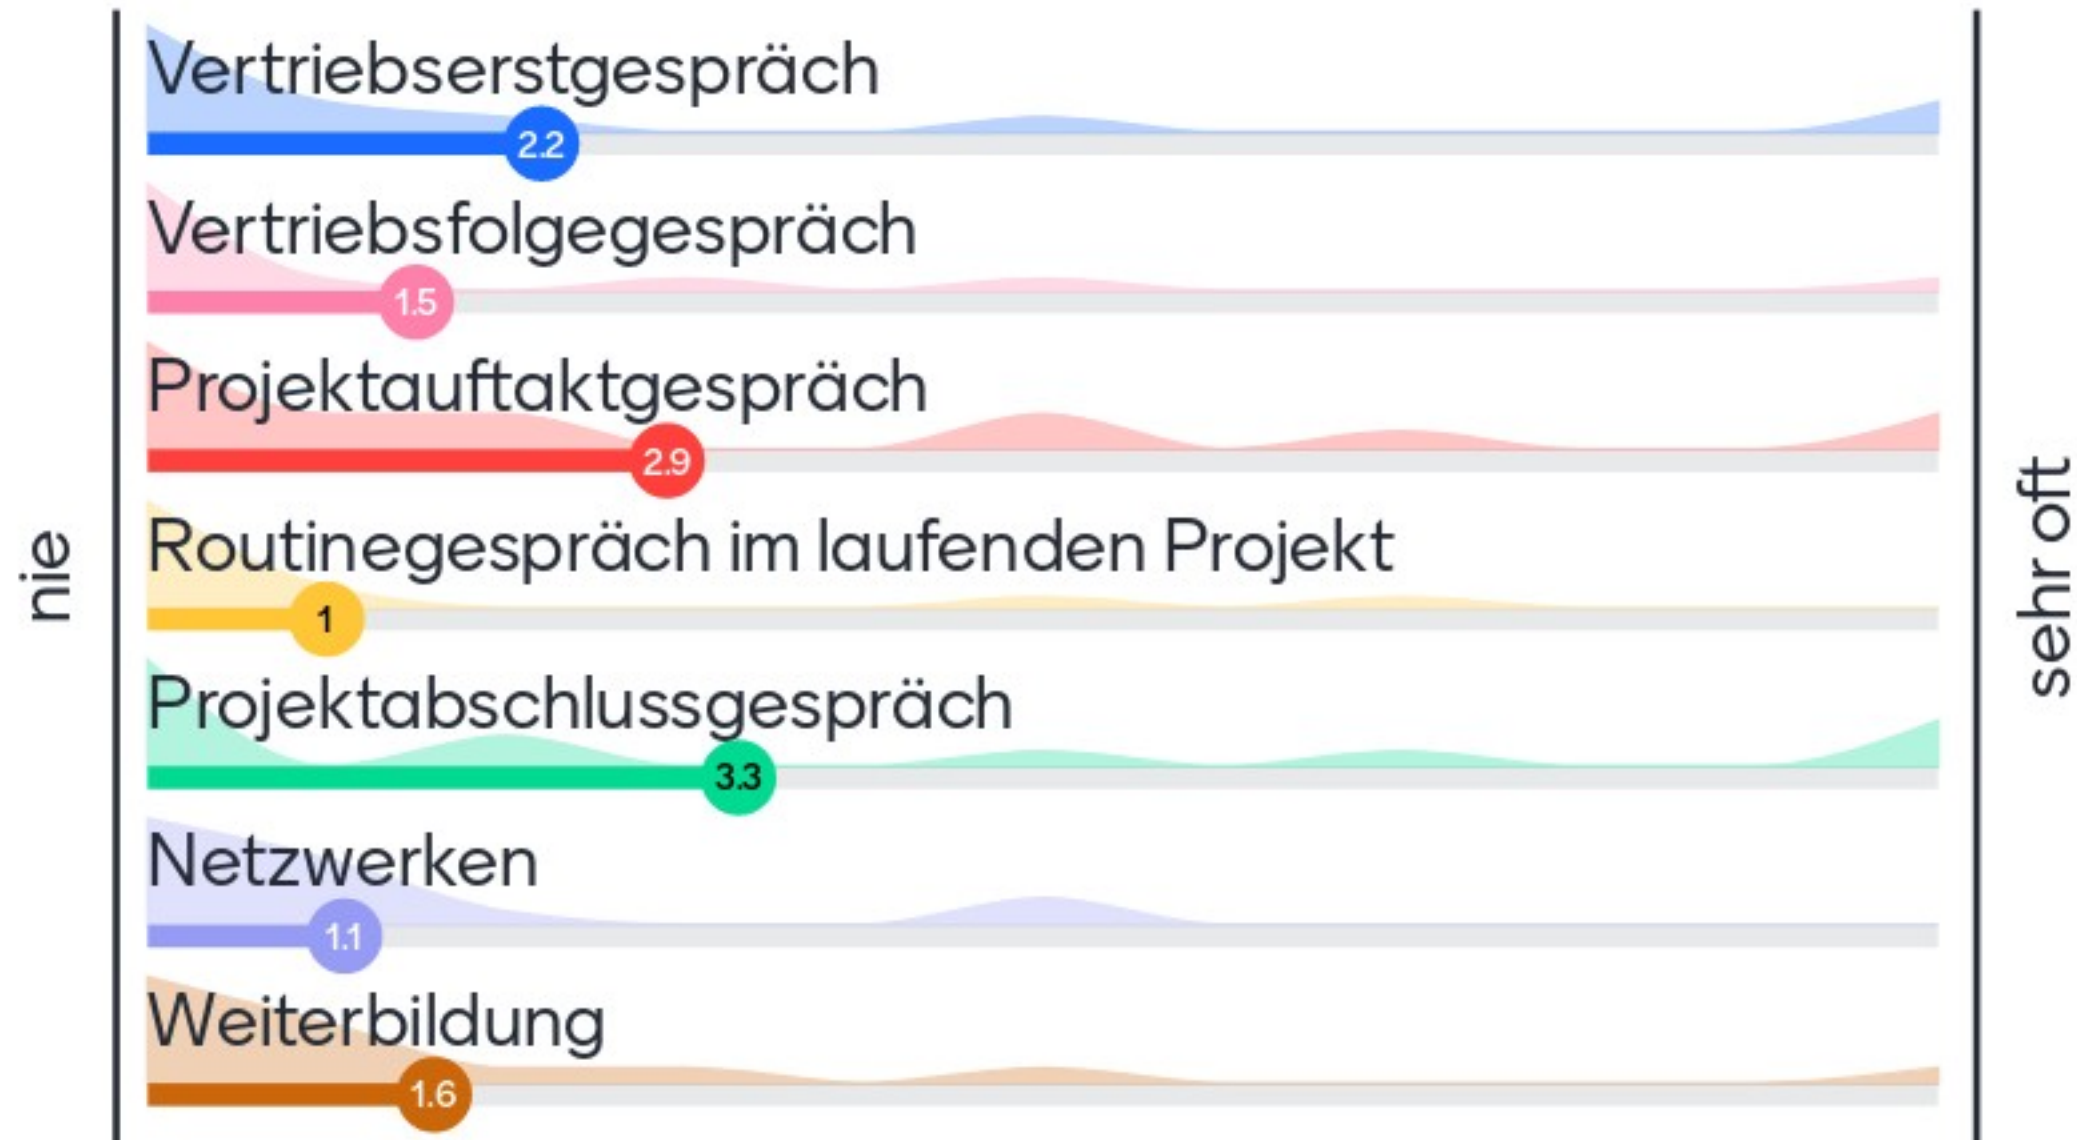 Vertriebserstgespräch
2.2
Vertriebsfolgegespräch
1.5
Projektauftaktgespräch
2.9
Routinegespräch im laufenden Projekt
1
Projektabschlussgespräch
3.3
Netzwerken
1.1
Weiterbildung
1.6
nie
sehr oft